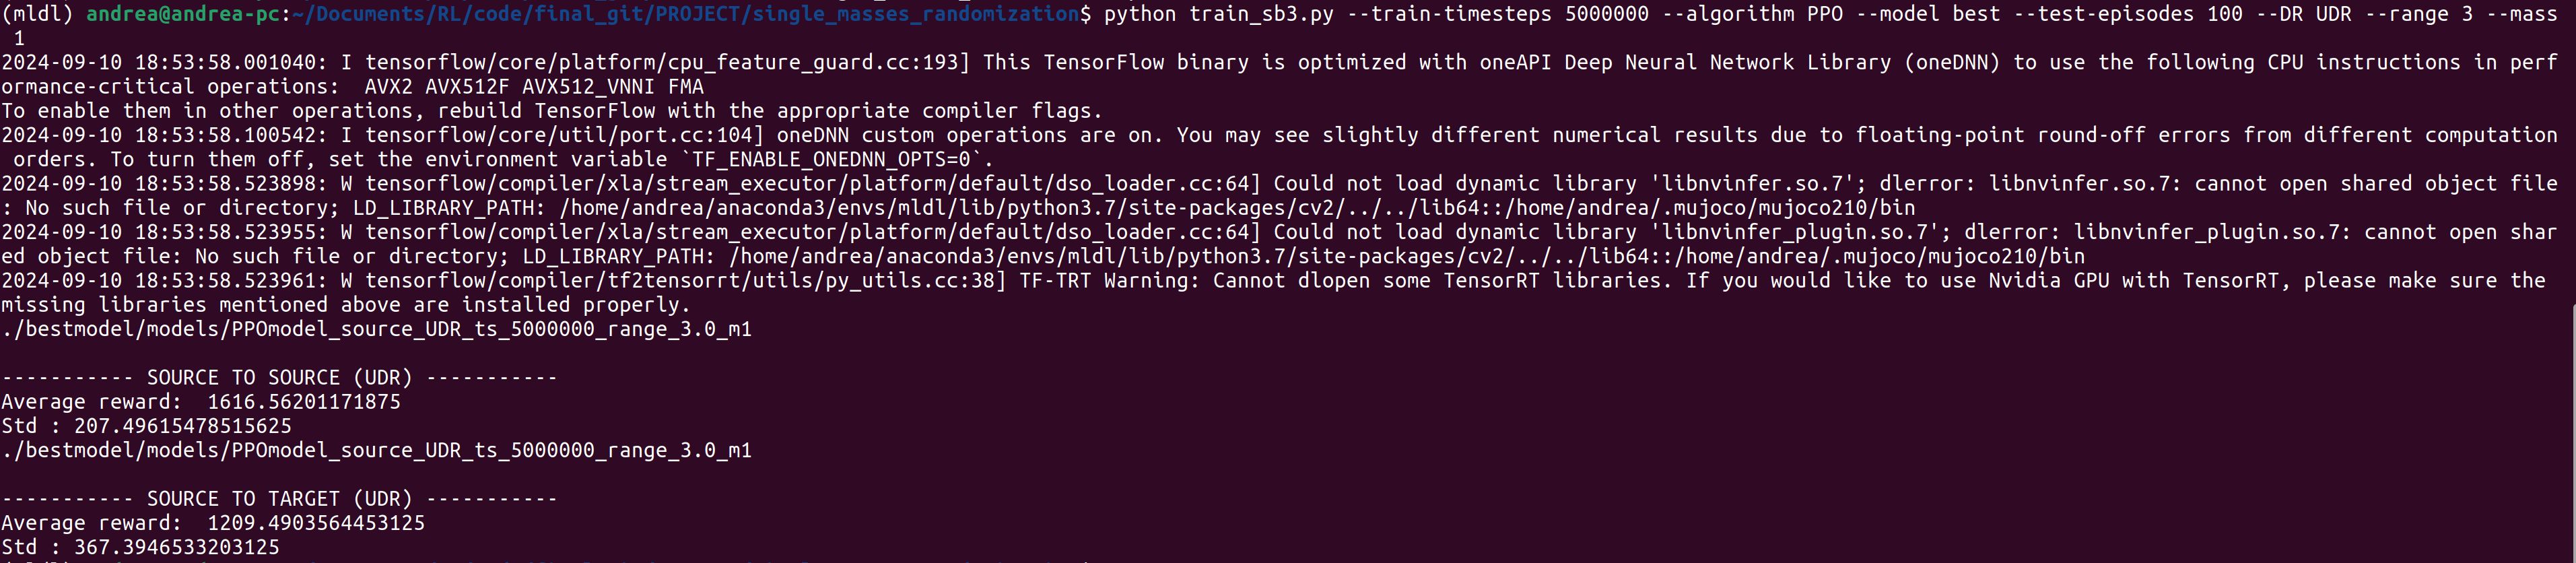 (mldl) andrea@andrea-pc:~/Documents/RL/code/final_git/PROJECT/single_masses_randomization$ python train_sb3.py --train-timesteps 5000000 --algorithm PPO --model best --test-episodes 100 --DR UDR --range 3 --mass
 1
2024-09-10 18:53:58.001040: I tensorflow/core/platform/cpu_feature_guard.cc:193] This TensorFlow binary is optimized with oneAPI Deep Neural Network Library (oneDNN) to use the following CPU instructions in perf
ormance-critical operations:  AVX2 AVX512F AVX512_VNNI FMA
To enable them in other operations, rebuild TensorFlow with the appropriate compiler flags.
2024-09-10 18:53:58.100542: I tensorflow/core/util/port.cc:104] oneDNN custom operations are on. You may see slightly different numerical results due to floating-point round-off errors from different computation
 orders. To turn them off, set the environment variable `TF_ENABLE_ONEDNN_OPTS=0`.
2024-09-10 18:53:58.523898: W tensorflow/compiler/xla/stream_executor/platform/default/dso_loader.cc:64] Could not load dynamic library 'libnvinfer.so.7'; dlerror: libnvinfer.so.7: cannot open shared object file
: No such file or directory; LD_LIBRARY_PATH: /home/andrea/anaconda3/envs/mldl/lib/python3.7/site-packages/cv2/../../lib64::/home/andrea/.mujoco/mujoco210/bin
2024-09-10 18:53:58.523955: W tensorflow/compiler/xla/stream_executor/platform/default/dso_loader.cc:64] Could not load dynamic library 'libnvinfer_plugin.so.7'; dlerror: libnvinfer_plugin.so.7: cannot open shar
ed object file: No such file or directory; LD_LIBRARY_PATH: /home/andrea/anaconda3/envs/mldl/lib/python3.7/site-packages/cv2/../../lib64::/home/andrea/.mujoco/mujoco210/bin
2024-09-10 18:53:58.523961: W tensorflow/compiler/tf2tensorrt/utils/py_utils.cc:38] TF-TRT Warning: Cannot dlopen some TensorRT libraries. If you would like to use Nvidia GPU with TensorRT, please make sure the
missing libraries mentioned above are installed properly.
./bestmodel/models/PPOmodel_source_UDR_ts_5000000_range_3.0_m1
----------- SOURCE TO SOURCE (UDR) -----------
Average reward:  1616.56201171875
Std : 207.49615478515625
./bestmodel/models/PPOmodel_source_UDR_ts_5000000_range_3.0_m1
----------- SOURCE TO TARGET (UDR) -----------
Average reward:  1209.4903564453125
Std : 367.3946533203125